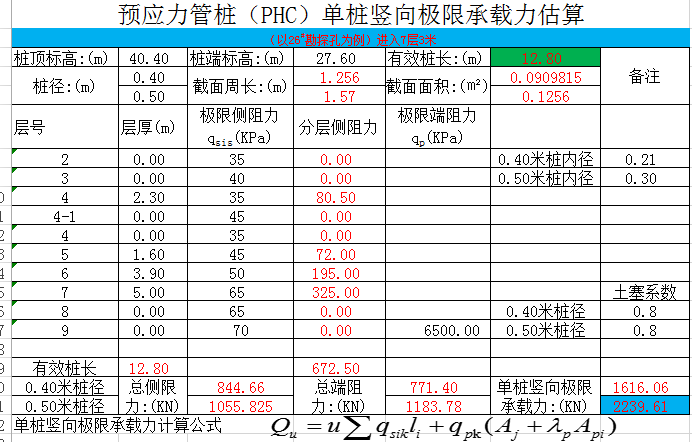 预应力管桩（PHC）单桩竖向极限承载力估算
桩顶标高:(m) 40.40 桩端标高:(m) 27.60 有效桩长:(m) 12.80 备注
桩径:(m) 0.40 截面周长:(m) 1.256 截面面积:(m²) 0.0909815
0.50 1.57 0.1256
层号 层厚(m) 极限侧阻力qsis(KPa) 分层侧阻力 极限端阻力qp(KPa)
2 0.00 35 0.00 0.40米桩内径 0.21
3 0.00 40 0.00 0.50米桩内径 0.30
4 2.30 35 80.50
4-1 0.00 45 0.00
4 0.00 35 0.00
5 1.60 45 72.00
6 3.90 50 195.00
7 5.00 65 325.00 土塞系数
8 0.00 65 0.00 0.40米桩径 0.8
9 0.00 70 0.00 6500.00 0.50米桩径 0.8
有效桩长 12.80 672.50
0.40米桩径 总侧限力:(KN) 844.66 总端阻力:(KN) 771.40 单桩竖向极限承载力:(KN) 1616.06
0.50米桩径 1055.825 1183.78 2239.61
单桩竖向极限承载力计算公式 Qu=u∑qsikli+qpk(Aj+λpApi)